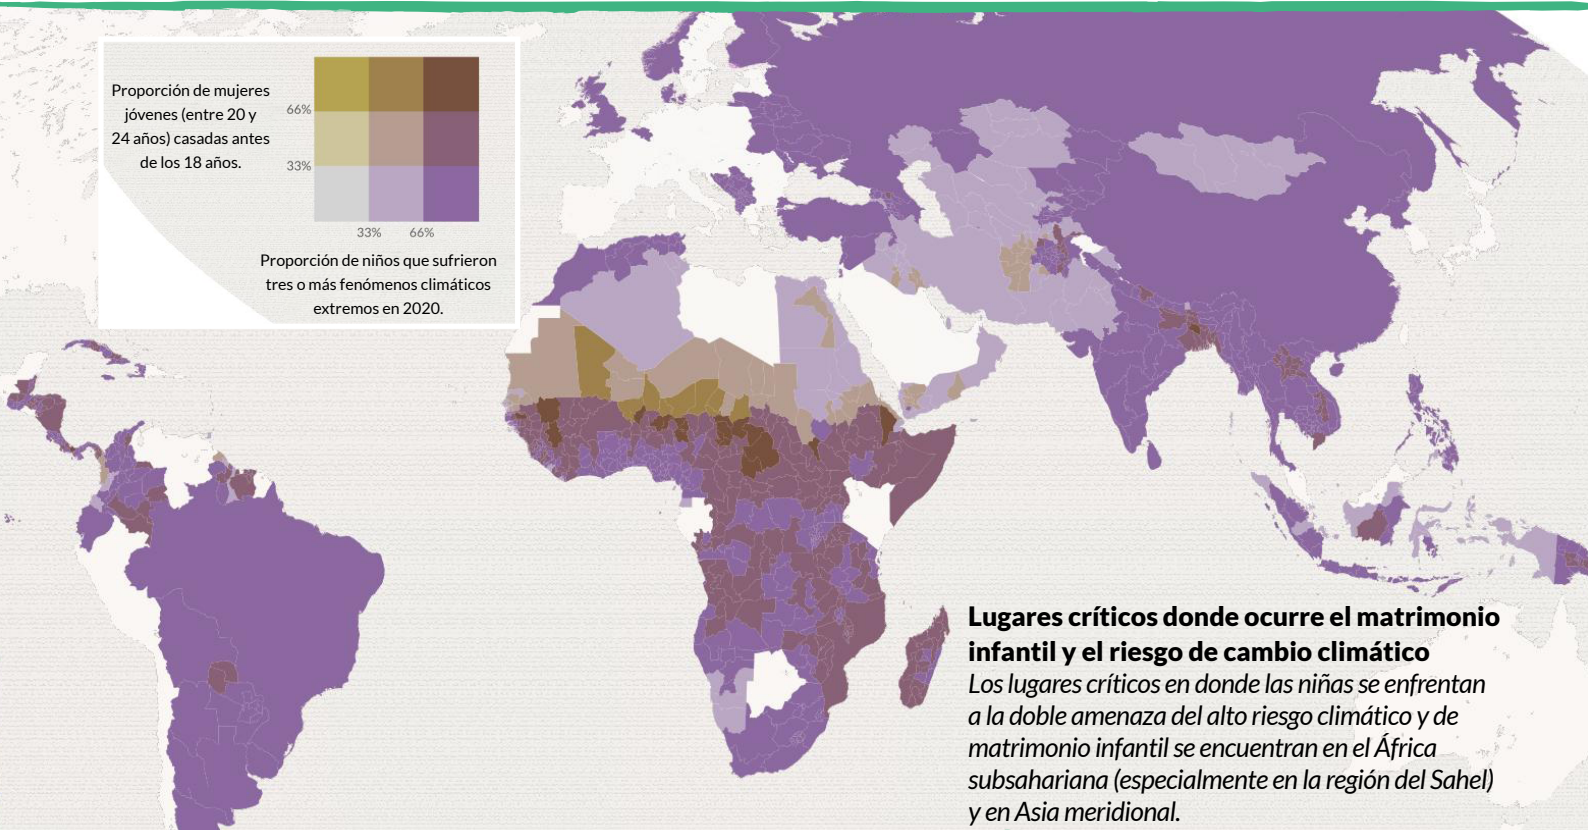 Proporción de mujeres
jóvenes (entre 20 y
24 años) casadas antes
de los 18 años.
66%
33%
33%
66%
Proporción de niños que sufrieron
tres o más fenómenos climáticos
extremos en 2020.
Lugares críticos donde ocurre el matrimonio
infantil y el riesgo de cambio climático
Los lugares críticos en donde las niñas se enfrentan
a la doble amenaza del alto riesgo climático y de
matrimonio infantil se encuentran en el África
subsahariana (especialmente en la región del Sahel)
y en Asia meridional.